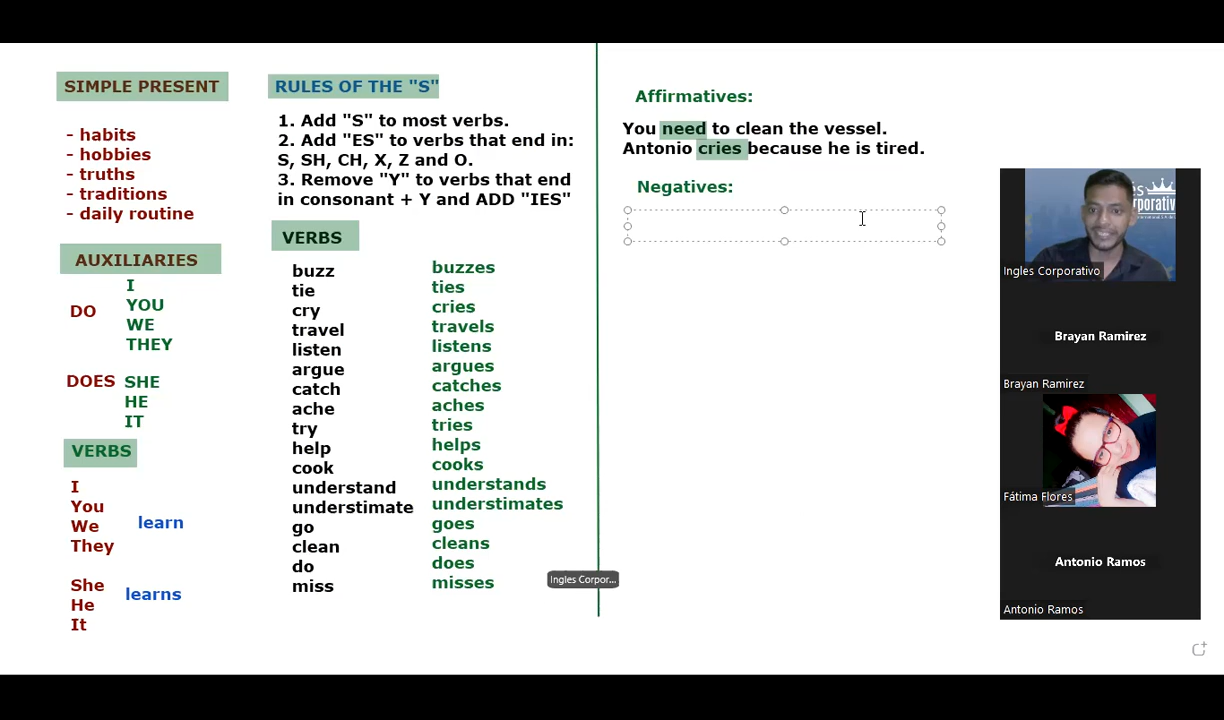 SIMPLE PRESENT
- habits
- hobbies
- truths
- traditions
- daily routine
AUXILIARIES
DO
I
YOU
WE
THEY
DOES
SHE
HE
IT
VERBS
I
You
We
They
learn
She
He
It
learns
RULES OF THE "S"
1. Add "S" to most verbs.
2. Add "ES" to verbs that end in:
S, SH, CH, X, Z and O.
3. Remove "Y" to verbs that end
in consonant + Y and ADD "IES"
VERBS
buzz buzzes
tie ties
cry cries
travel travels
listen listens
argue argues
catch catches
ache aches
try tries
help helps
cook cooks
understand understands
understimate understimates
go goes
clean cleans
do does
miss misses
Ingles Corpor...
Affirmatives:
You need to clean the vessel.
Antonio cries because he is tired.
Negatives:
Ingles Corporativo
Brayan Ramirez
Brayan Ramirez
Fátima Flores
Antonio Ramos
Antonio Ramos